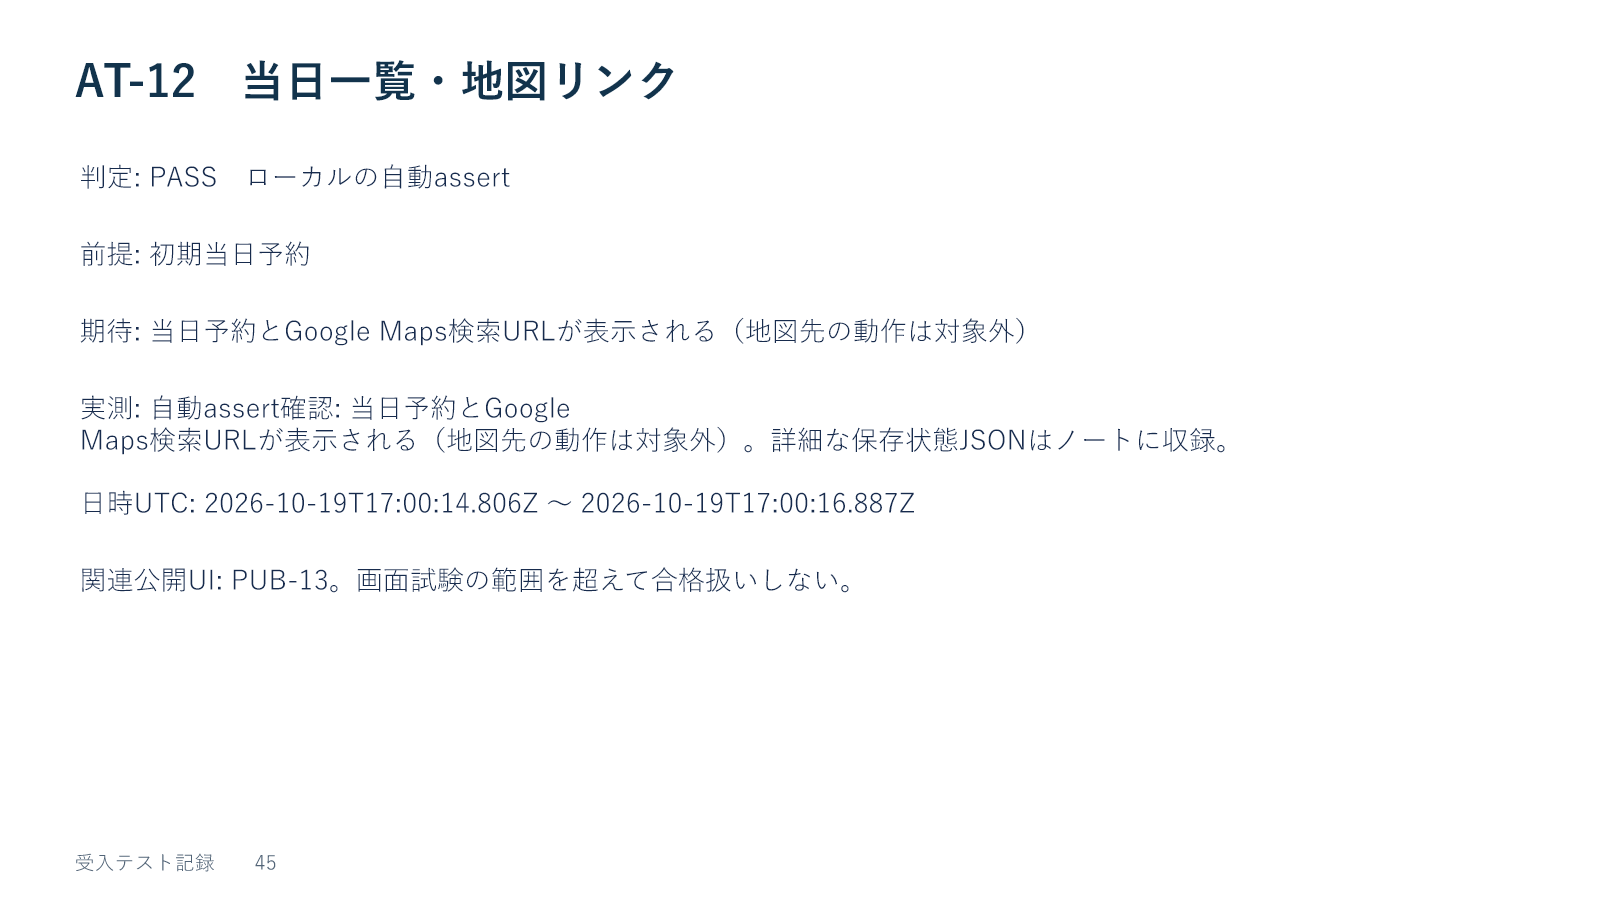 AT-12　当日一覧・地図リンク
判定: PASS　ローカルの自動assert
前提: 初期当日予約
期待: 当日予約とGoogle Maps検索URLが表示される（地図先の動作は対象外）
実測: 自動assert確認: 当日予約とGoogle
Maps検索URLが表示される（地図先の動作は対象外）。詳細な保存状態JSONはノートに収録。
日時UTC: 2026-10-19T17:00:14.806Z ～ 2026-10-19T17:00:16.887Z
関連公開UI: PUB-13。画面試験の範囲を超えて合格扱いしない。
受入テスト記録　45